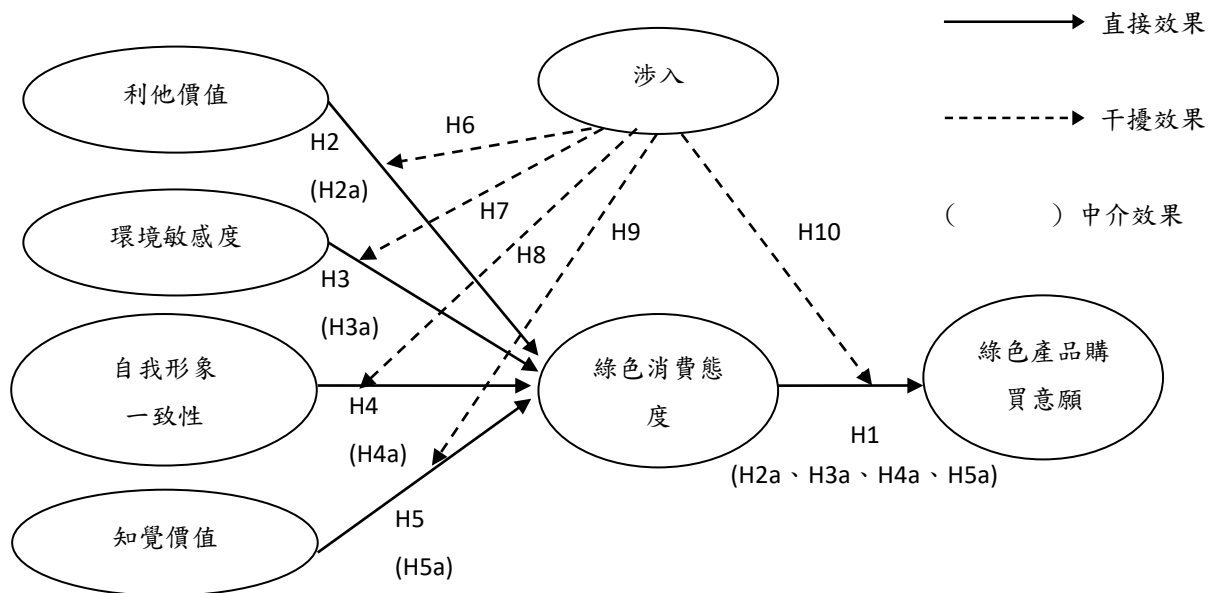 直接效果
涉入
利他價值
H6
干擾效果
H2
(H2a)
H7
(　　　)中介效果
環境敏感度
H9
H10
H8
H3
(H3a)
自我形象
一致性
綠色消費態
度
綠色產品購
買意願
H4
H1
(H4a)
(H2a、H3a、H4a、H5a)
知覺價值
H5
(H5a)